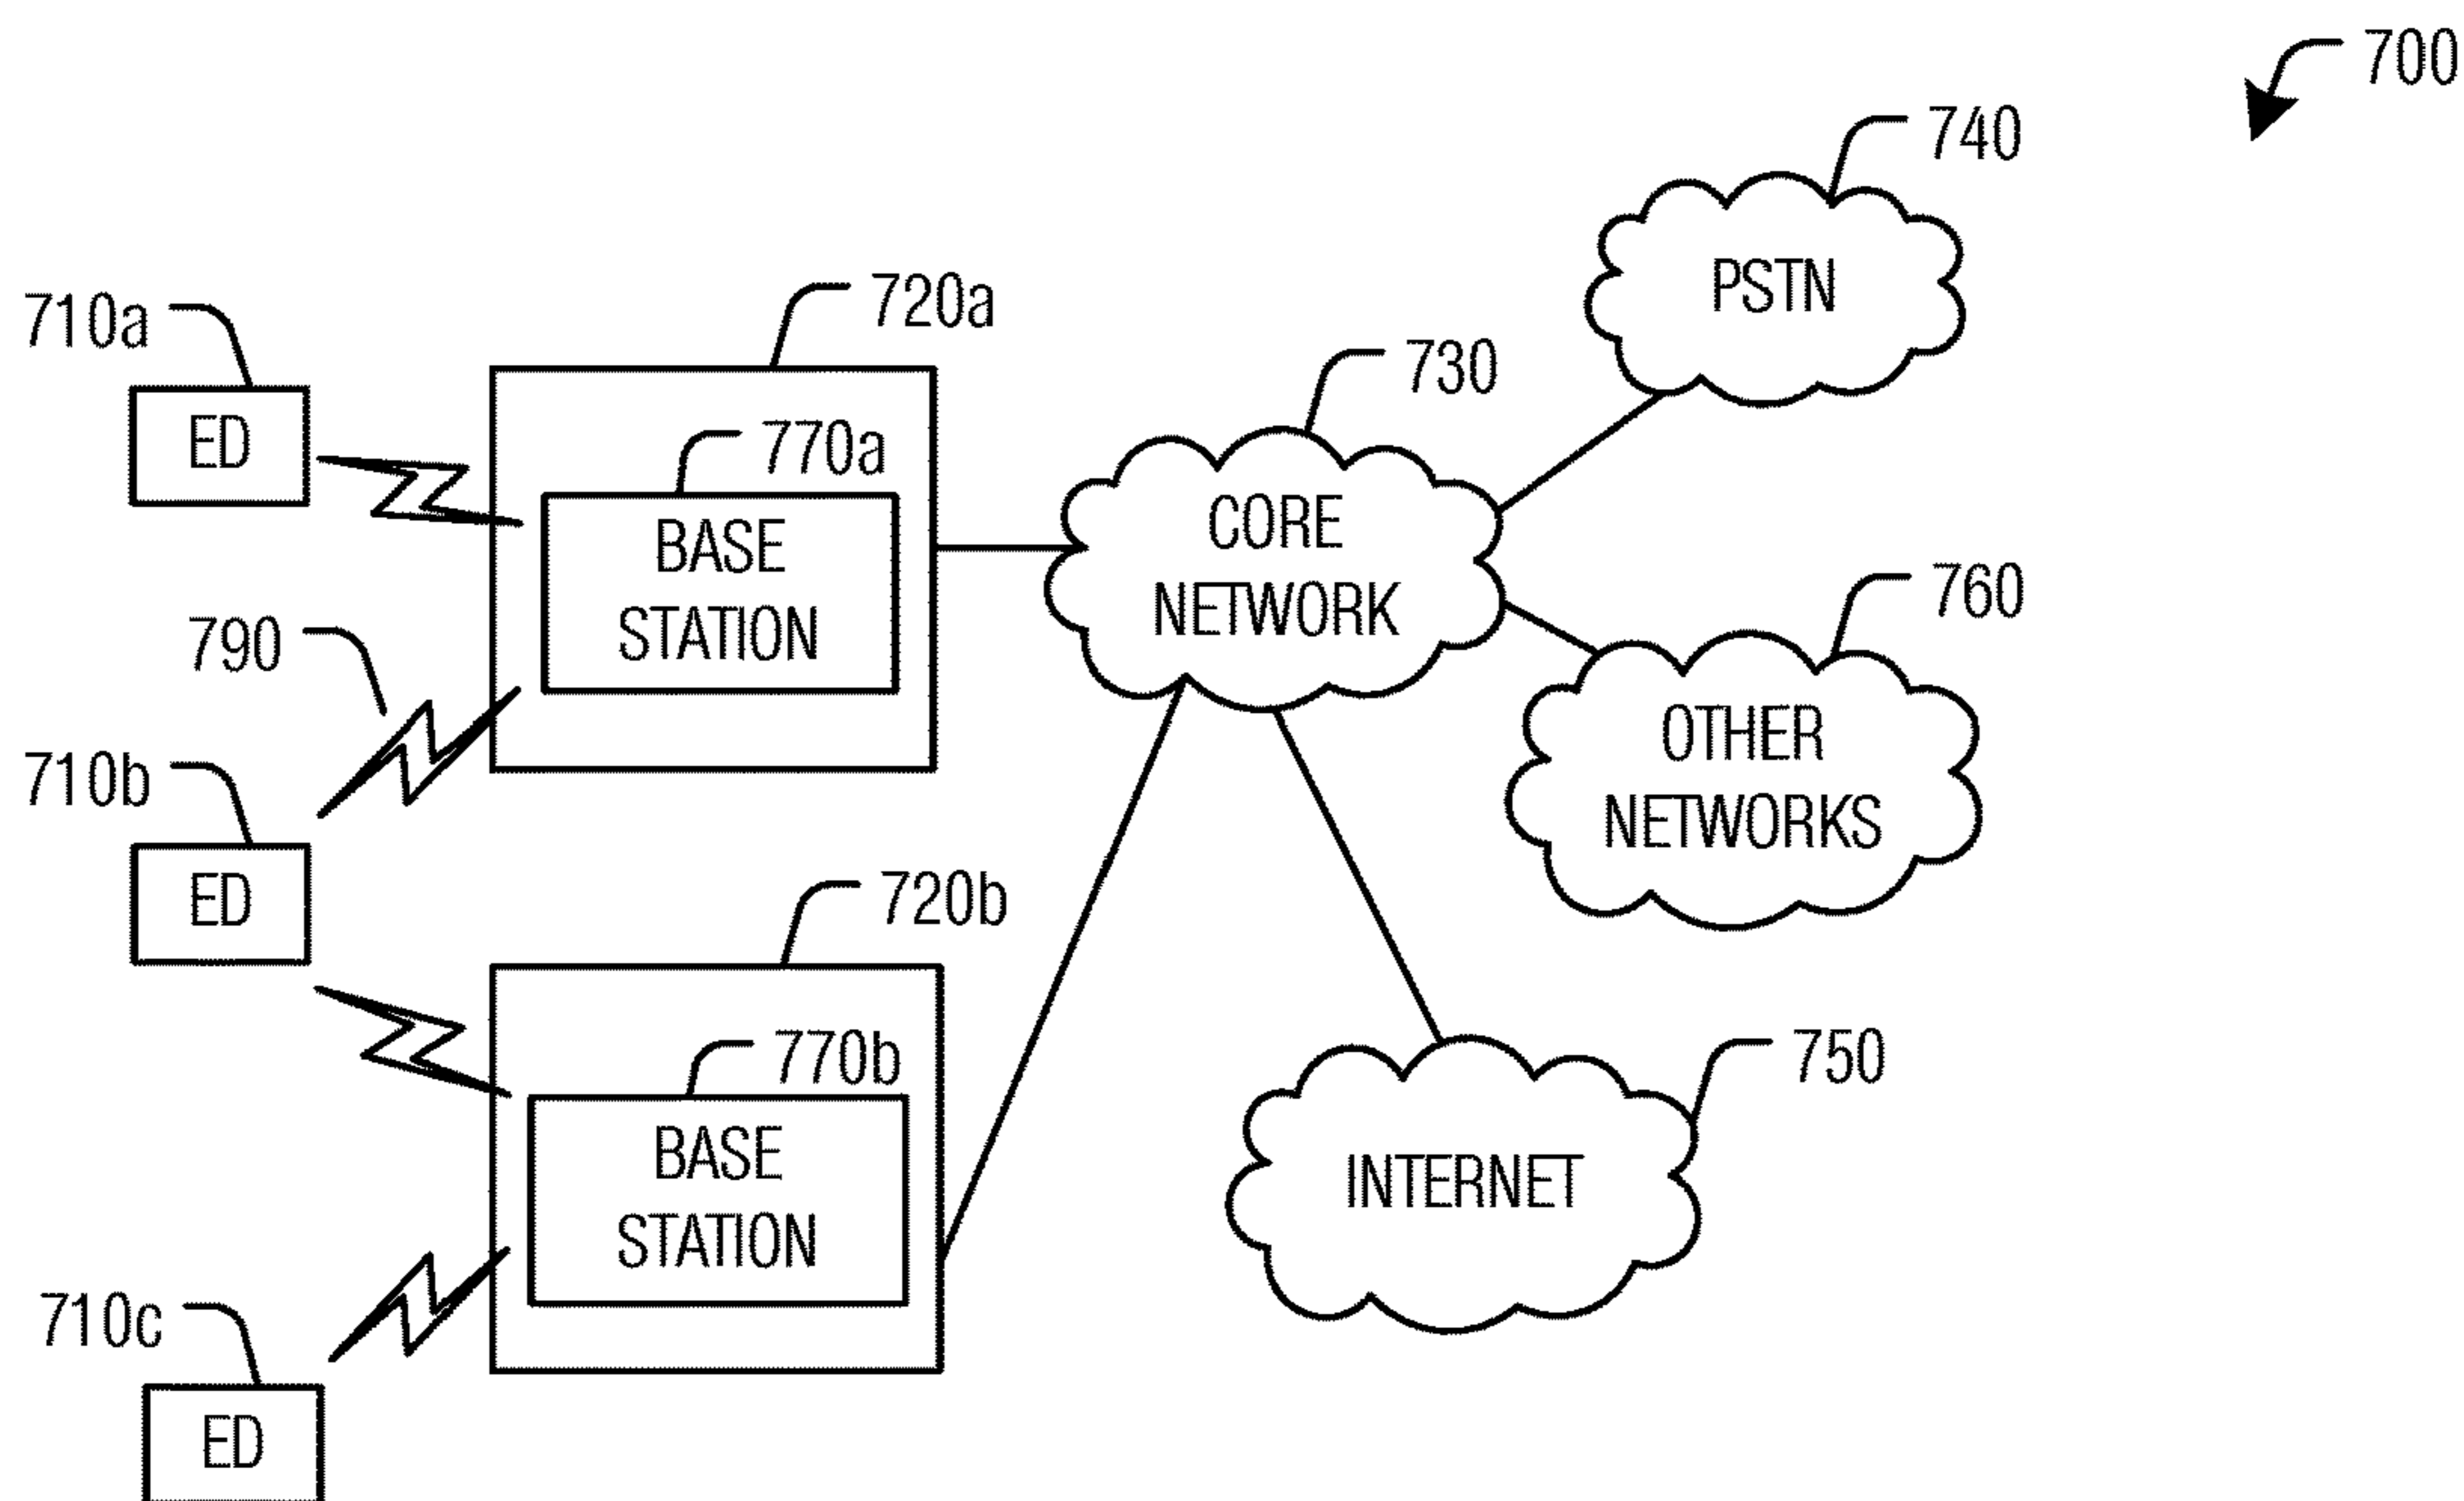 700
740
PSTN
710a
720a
730
ED
770a
BASE
STATION
CORE
NETWORK
760
790
OTHER
NETWORKS
710b
ED
720b
770b
BASE
STATION
750
INTERNET
710c
ED